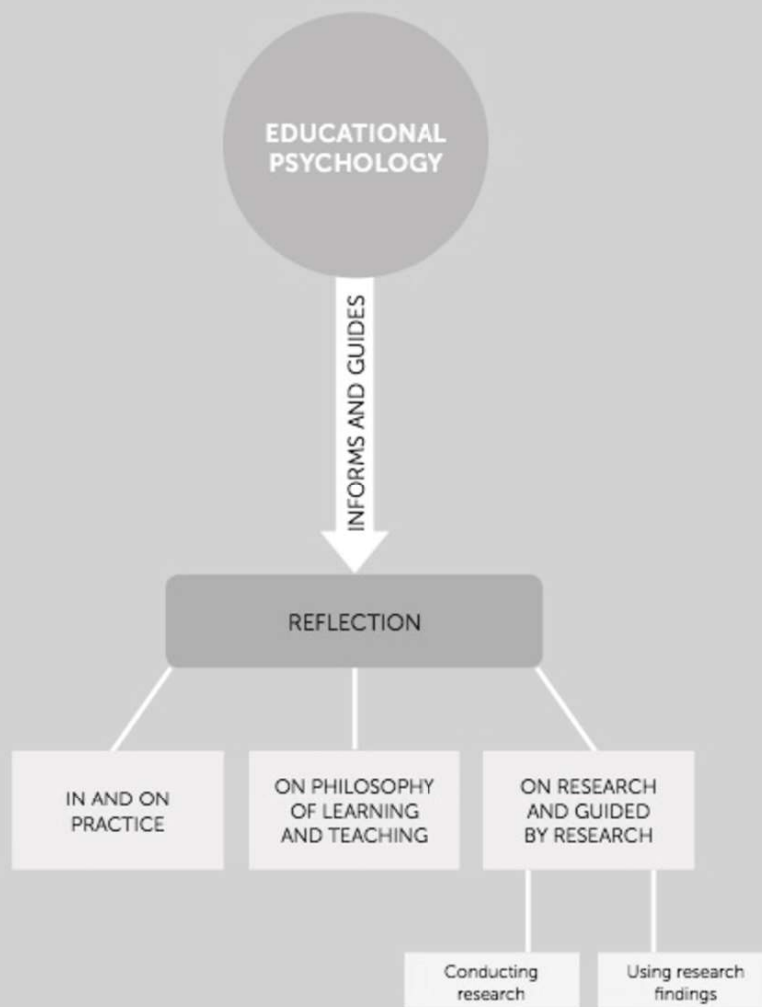 EDUCATIONAL
PSYCHOLOGY
INFORMS AND GUIDES
REFLECTION
IN AND ON
PRACTICE
ON PHILOSOPHY
OF LEARNING
AND TEACHING
ON RESEARCH
AND GUIDED
BY RESEARCH
Conducting
research
Using research
findings